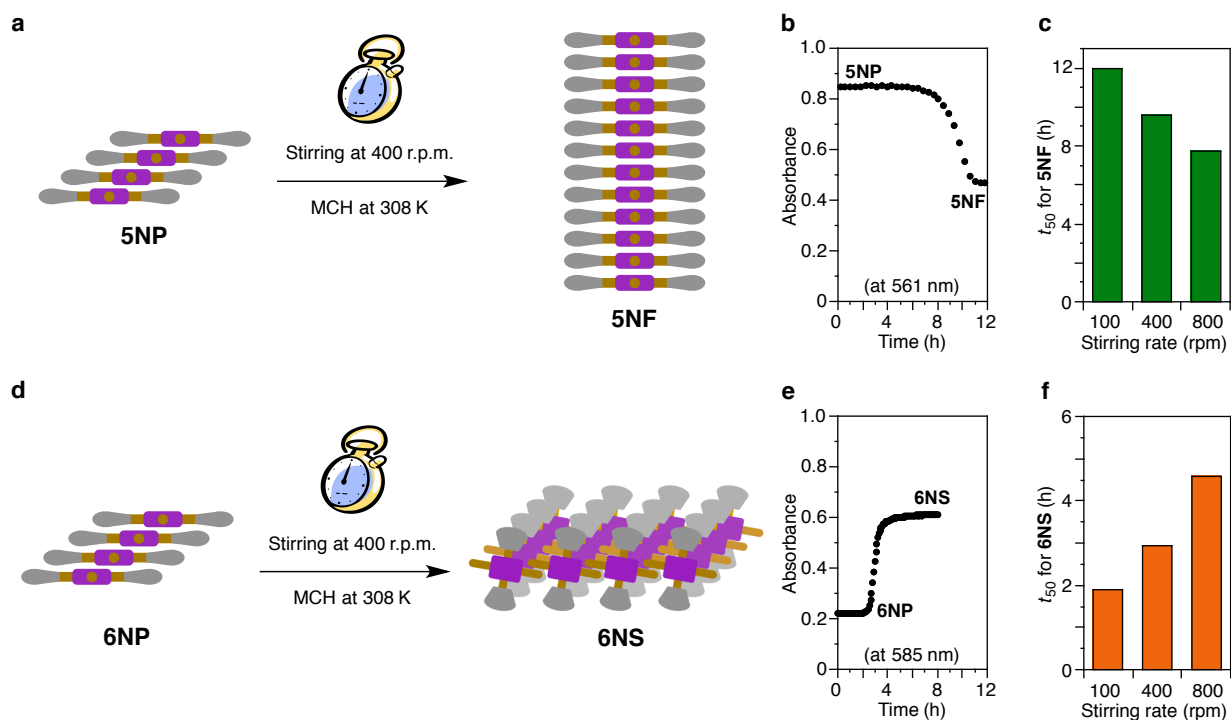 a
Stirring at 400 r.p.m.
MCH at 308 K
5NP
5NF
b
1.0
0.8
0.6
0.4
0.2
0
Absorbance
5NP
5NF
(at 561 nm)
0 4 8 12
Time (h)
c
12
8
4
0
t50 for 5NF (h)
100 400 800
Stirring rate (rpm)
d
Stirring at 400 r.p.m.
MCH at 308 K
6NP
6NS
e
1.0
0.8
0.6
0.4
0.2
0
Absorbance
6NS
6NP
(at 585 nm)
0 4 8 12
Time (h)
f
6
4
2
0
t50 for 6NS (h)
100 400 800
Stirring rate (rpm)